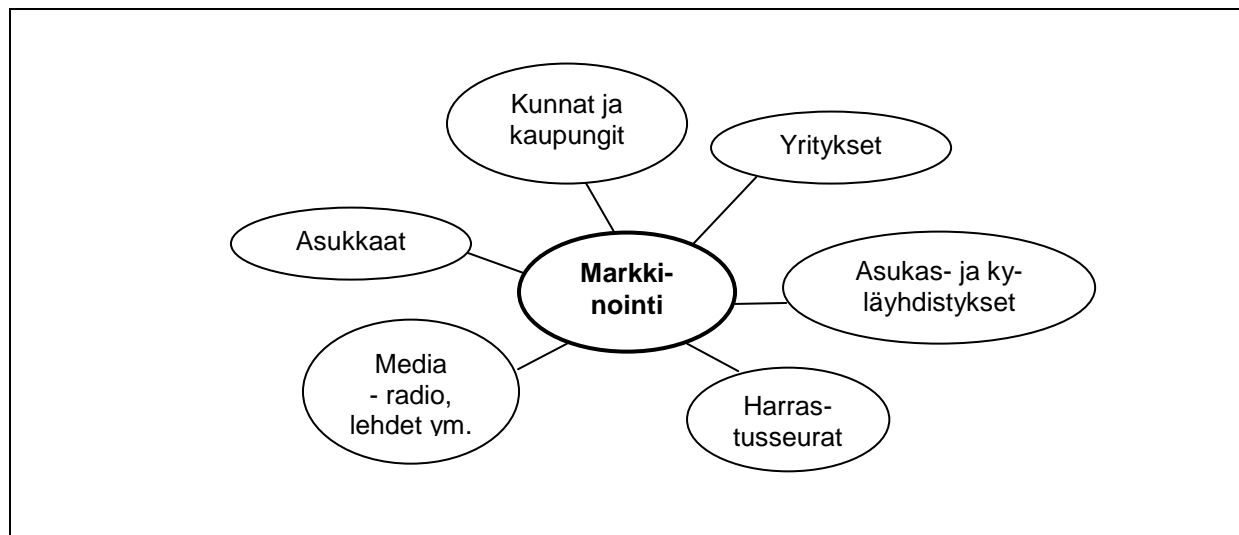 Kunnat ja
kaupungit
Yritykset
Asukkaat
Markki-
nointi
Asukas- ja ky-
läyhdistykset
Media
- radio,
lehdet ym.
Harras-
tusseurat